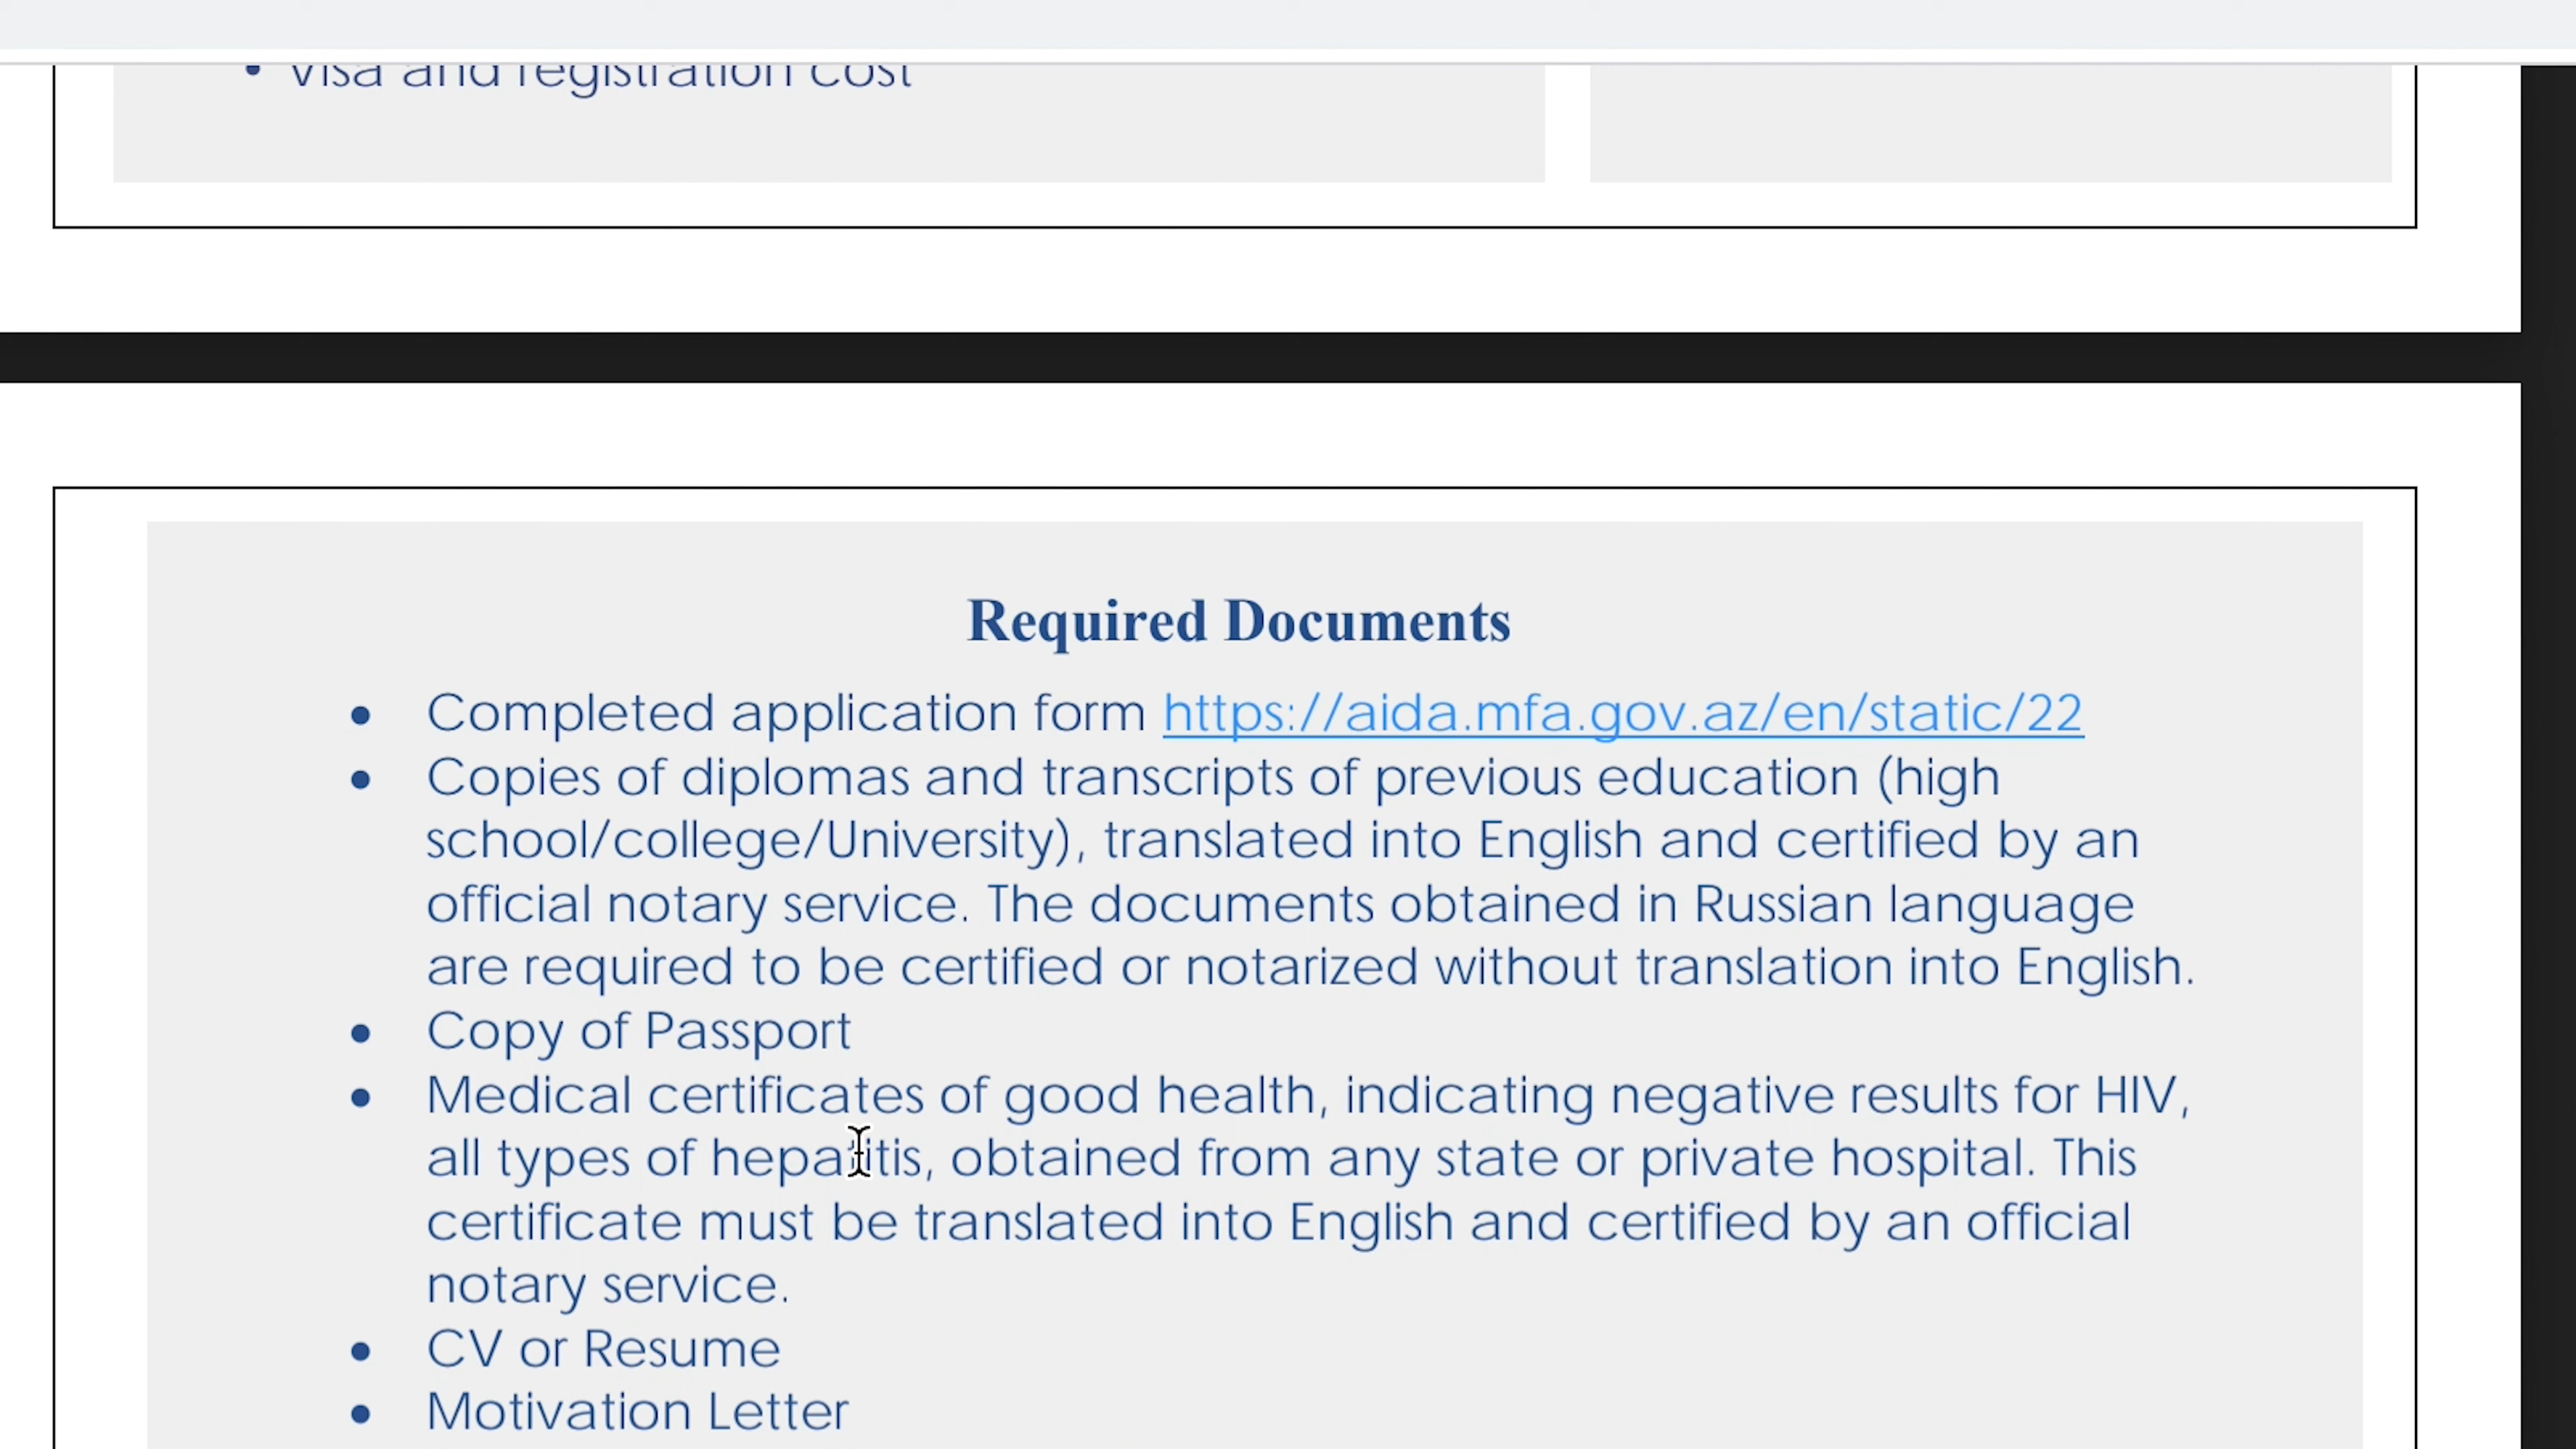 • Visa and registration cost
Required Documents
• Completed application form https://aida.mfa.gov.az/en/static/22
• Copies of diplomas and transcripts of previous education (high
school/college/University), translated into English and certified by an
official notary service. The documents obtained in Russian language
are required to be certified or notarized without translation into English.
• Copy of Passport
• Medical certificates of good health, indicating negative results for HIV,
all types of hepatitis, obtained from any state or private hospital. This
certificate must be translated into English and certified by an official
notary service.
• CV or Resume
• Motivation Letter